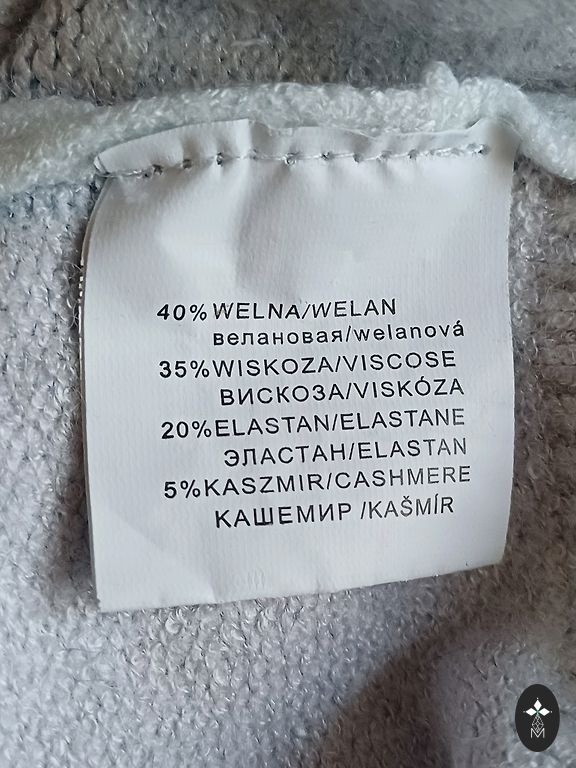 40% WELNA/WELAN
велановая/welanová
35% WISKOZA/VISCOSE
ВИСКОЗА/VISKÓZA
20% ELASTAN/ELASTANE
ЭЛАСТАН/ELASTAN
5% KASZMIR/CASHMERE
КАШЕМИР /KAŠMÍR
M